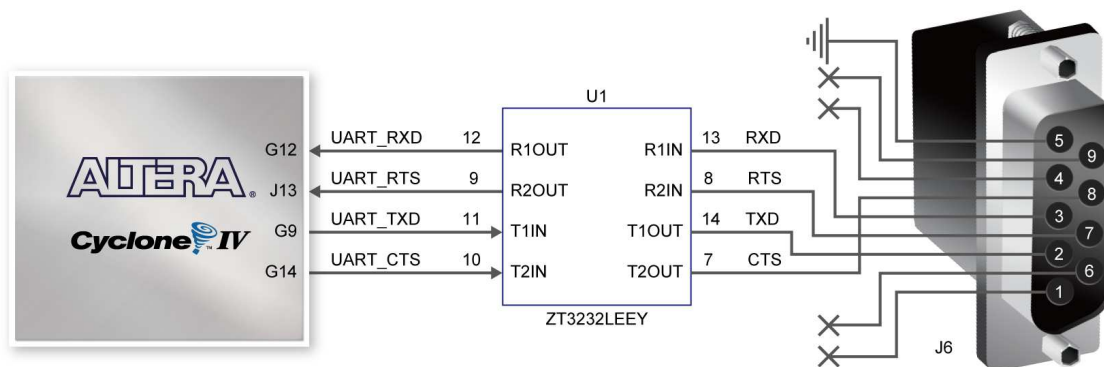 U1
G12 UART_RXD 12 R1OUT R1IN 13 RXD
J13 UART_RTS 9 R2OUT R2IN 8 RTS
G9 UART_TXD 11 T1IN T1OUT 14 TXD
G14 UART_CTS 10 T2IN T2OUT 7 CTS
ZT3232LEEY
ALTERA®
Cyclone™ IV
5
9
4
8
3
7
2
6
1
J6